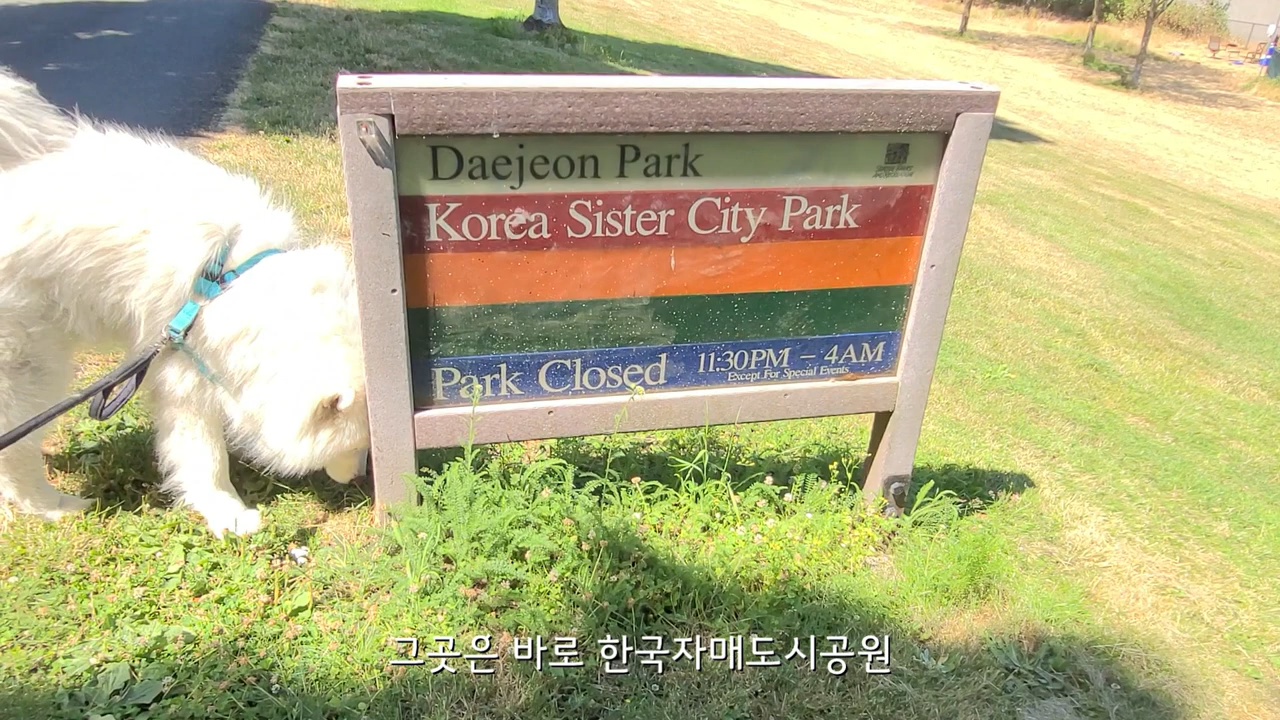 Daejeon Park
Korea Sister City Park
Park Closed 11:30PM – 4AM
Except For Special Events
그곳은 바로 한국자매도시공원